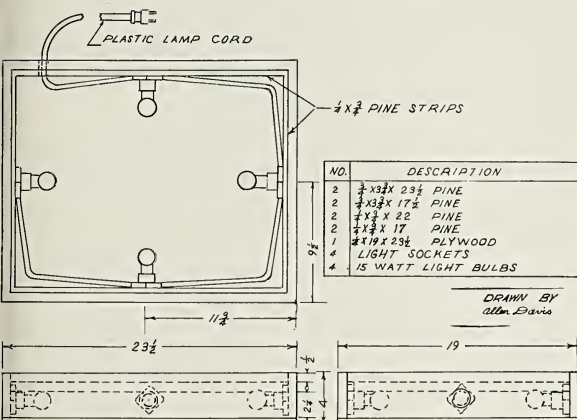 PLASTIC LAMP CORD
¼ X ¾ PINE STRIPS
NO. DESCRIPTION
2 ¾ X 3¾ X 23½ PINE
2 ¾ X 3¾ X 17½ PINE
2 ¼ X ¾ X 22 PINE
2 ¼ X ¾ X 17 PINE
1 ¼ X 19 X 23½ PLYWOOD
4 LIGHT SOCKETS
4 15 WATT LIGHT BULBS
9½
DRAWN BY
Allen Davis
11¾
23½
19
½
2¼
4